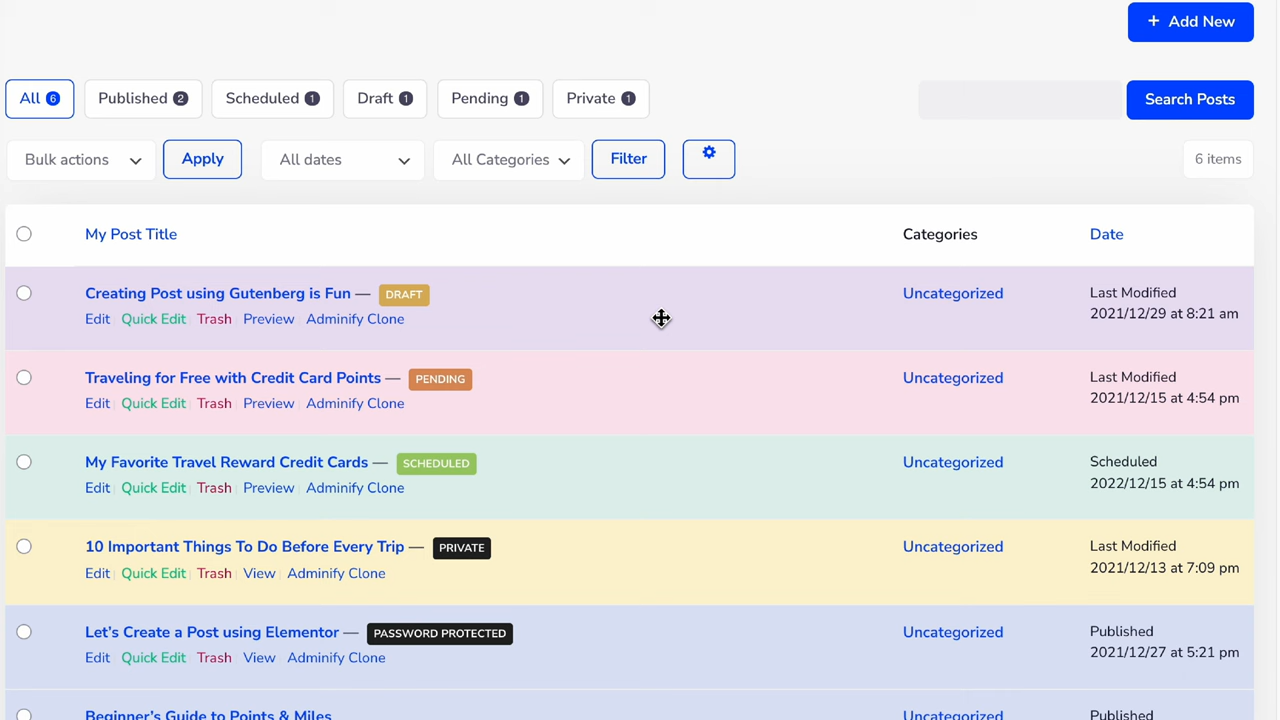 + Add New
All 6 Published 2 Scheduled 1 Draft 1 Pending 1 Private 1 Search Posts
Bulk actions Apply All dates All Categories Filter 6 items
My Post Title Categories Date
Creating Post using Gutenberg is Fun — DRAFT Uncategorized Last Modified
Edit Quick Edit Trash Preview Adminify Clone 2021/12/29 at 8:21 am
Traveling for Free with Credit Card Points — PENDING Uncategorized Last Modified
Edit Quick Edit Trash Preview Adminify Clone 2021/12/15 at 4:54 pm
My Favorite Travel Reward Credit Cards — SCHEDULED Uncategorized Scheduled
Edit Quick Edit Trash Preview Adminify Clone 2022/12/15 at 4:54 pm
10 Important Things To Do Before Every Trip — PRIVATE Uncategorized Last Modified
Edit Quick Edit Trash View Adminify Clone 2021/12/13 at 7:09 pm
Let's Create a Post using Elementor — PASSWORD PROTECTED Uncategorized Published
Edit Quick Edit Trash View Adminify Clone 2021/12/27 at 5:21 pm
Beginner's Guide to Points & Miles Uncategorized Published